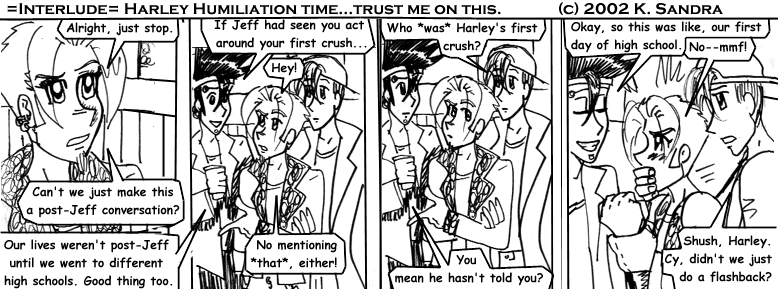 =Interlude= Harley Humiliation time...trust me on this.
(c) 2002 K. Sandra
Alright, just stop.
Can't we just make this
a post-Jeff conversation?
Our lives weren't post-Jeff
until we went to different
high schools. Good thing too.
If Jeff had seen you act
around your first crush...
Hey!
No mentioning
*that*, either!
Who *was* Harley's first
crush?
You
mean he hasn't told you?
Okay, so this was like, our first
day of high school.
No--mmf!
Shush, Harley.
Cy, didn't we just
do a flashback?